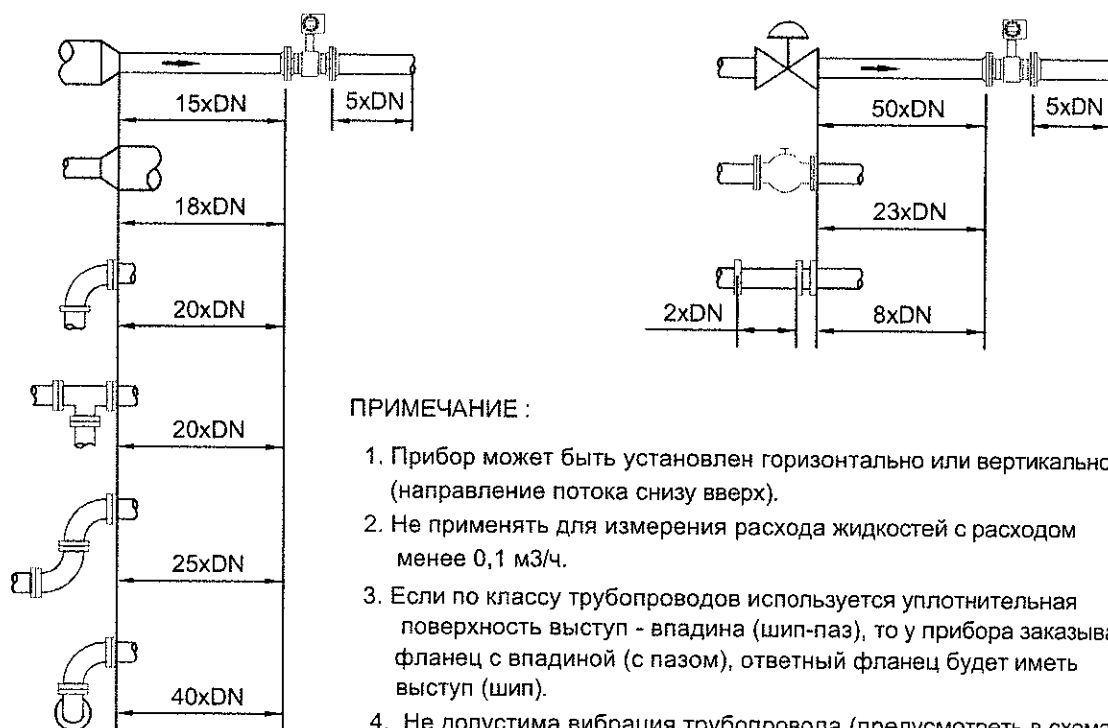 15xDN
5xDN
18xDN
20xDN
20xDN
25xDN
40xDN
50xDN
5xDN
23xDN
2xDN
8xDN
ПРИМЕЧАНИЕ :
1. Прибор может быть установлен горизонтально или вертикально
(направление потока снизу вверх).
2. Не применять для измерения расхода жидкостей с расходом
менее 0,1 м3/ч.
3. Если по классу трубопроводов используется уплотнительная
поверхность выступ - впадина (шип-паз), то у прибора
фланец с впадиной (с пазом), ответный фланец будет иметь
выступ (шип).
4. Не допустима вибрация трубопровода (предусмотреть в